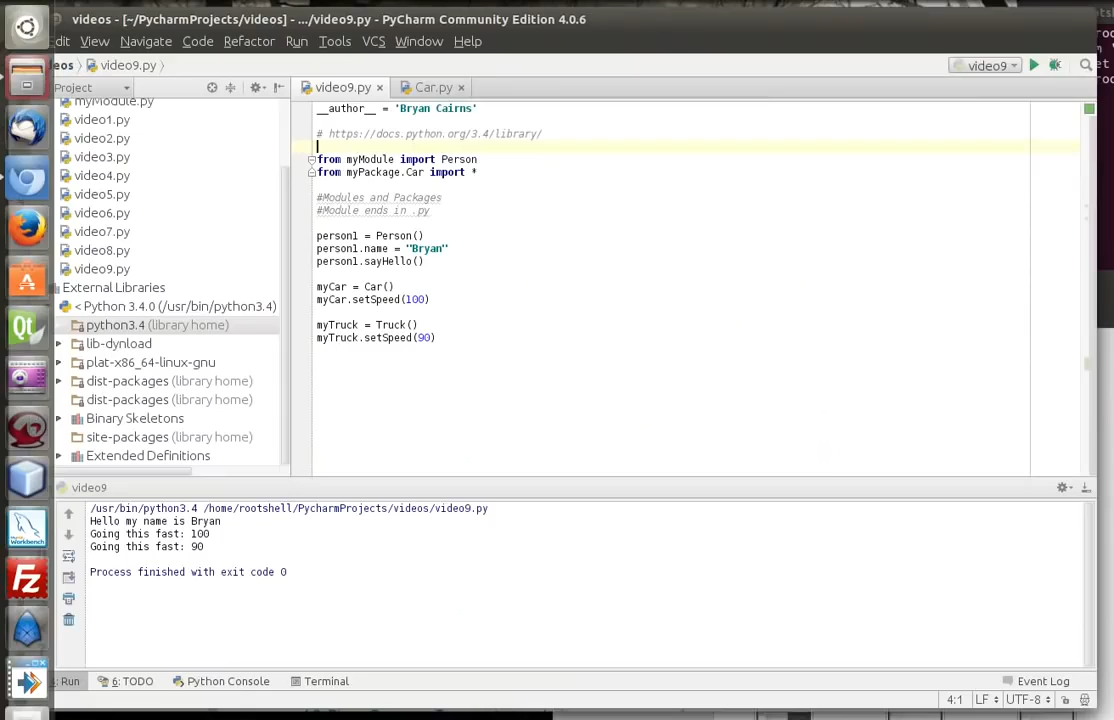 videos - [~/PycharmProjects/videos] - .../video9.py - PyCharm Community Edition 4.0.6
dit View Navigate Code Refactor Run Tools VCS Window Help
eos video9.py
video9
Project
video9.py
Car.py
myModule.py
video1.py
video2.py
video3.py
video4.py
video5.py
video6.py
video7.py
video8.py
video9.py
External Libraries
< Python 3.4.0 (/usr/bin/python3.4)
python3.4 (library home)
lib-dynload
plat-x86_64-linux-gnu
dist-packages (library home)
dist-packages (library home)
Binary Skeletons
site-packages (library home)
Extended Definitions
__author__ = 'Bryan Cairns'
# https://docs.python.org/3.4/library/
from myModule import Person
from myPackage.Car import *
#Modules and Packages
#Module ends in .py
person1 = Person()
person1.name = "Bryan"
person1.sayHello()
myCar = Car()
myCar.setSpeed(100)
myTruck = Truck()
myTruck.setSpeed(90)
video9
/usr/bin/python3.4 /home/rootshell/PycharmProjects/videos/video9.py
Hello my name is Bryan
Going this fast: 100
Going this fast: 90
Process finished with exit code 0
Run 6: TODO Python Console Terminal Event Log
4:1 LF UTF-8
Qt
MySQL
Workbench
Fz